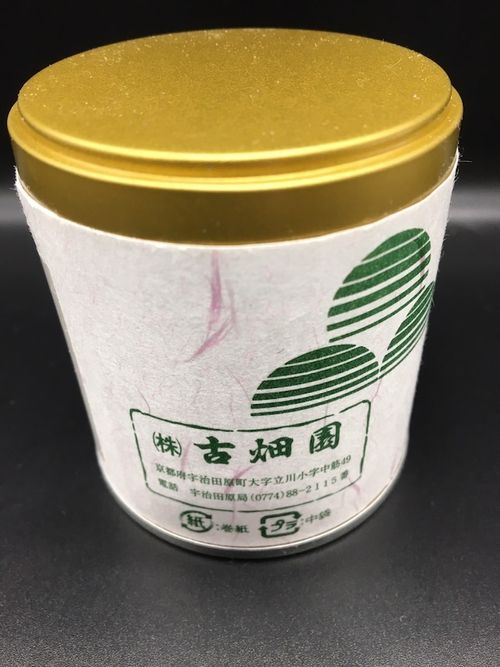 ㈱古畑園
京都府宇治田原町大字立川小字中筋49
電話 宇治田原局(0774)88-2115番
紙:巻紙 プラ:中袋